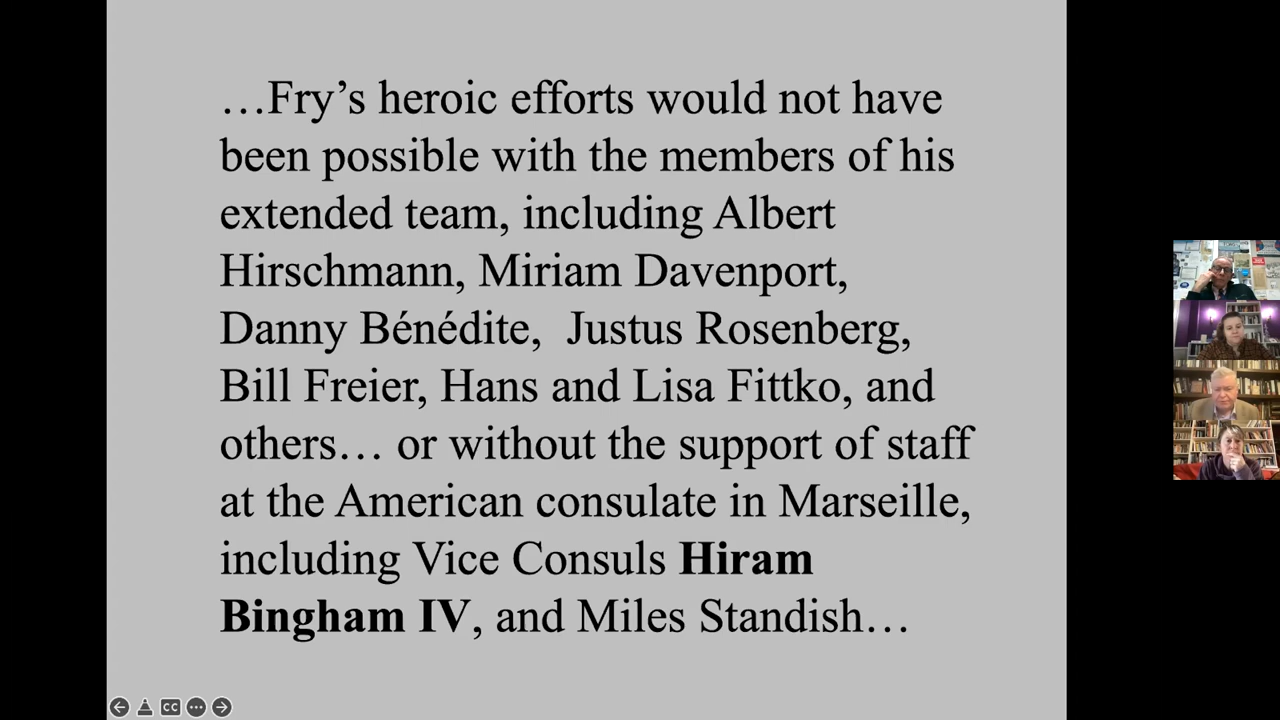 …Fry’s heroic efforts would not have
been possible with the members of his
extended team, including Albert
Hirschmann, Miriam Davenport,
Danny Bénédite,  Justus Rosenberg,
Bill Freier, Hans and Lisa Fittko, and
others… or without the support of staff
at the American consulate in Marseille,
including Vice Consuls Hiram
Bingham IV, and Miles Standish…
CC